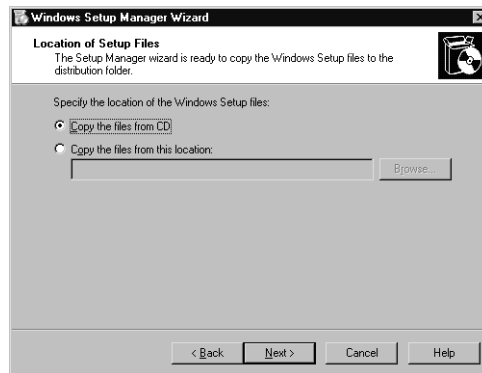 Windows Setup Manager Wizard
Location of Setup Files
The Setup Manager wizard is ready to copy the Windows Setup files to the
distribution folder.
Specify the location of the Windows Setup files:
Copy the files from CD
Copy the files from this location:
Browse...
< Back
Next >
Cancel
Help